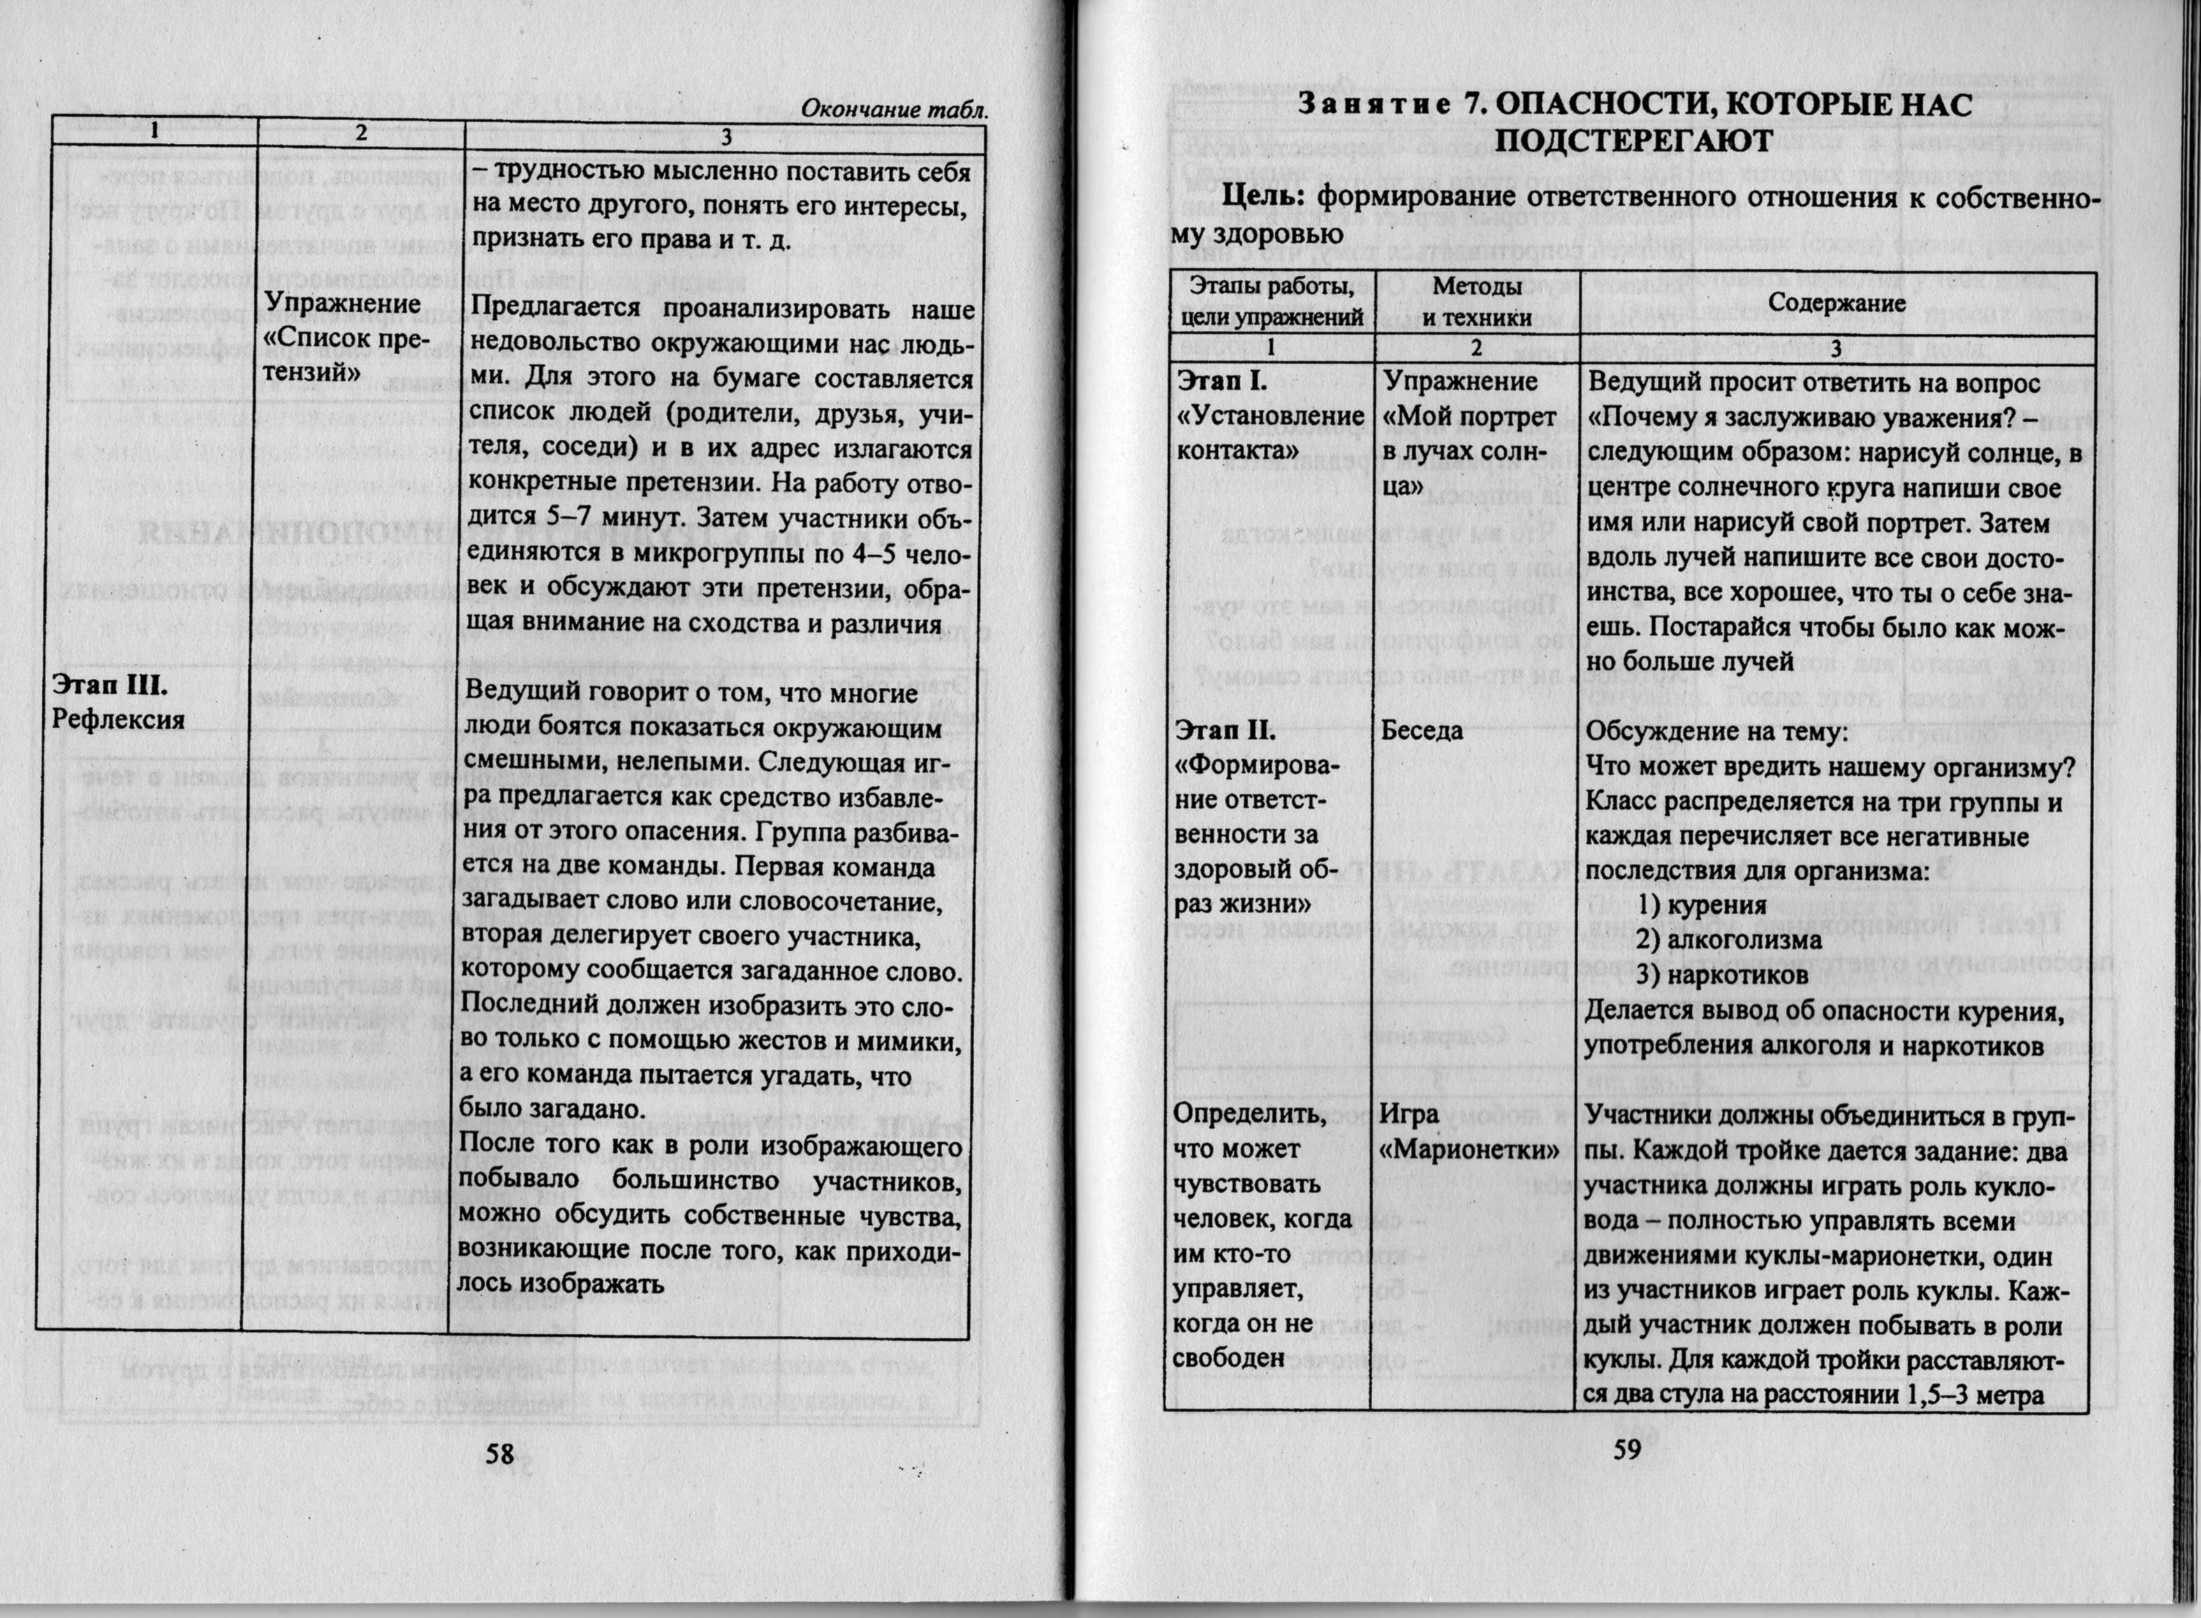 Окончание табл.
1 2 3
– трудностью мысленно поставить себя
на место другого, понять его интересы,
признать его права и т. д.
Упражнение
«Список пре-
тензий»
Предлагается проанализировать наше
недовольство окружающими нас людь-
ми. Для этого на бумаге составляется
список людей (родители, друзья, учи-
теля, соседи) и в их адрес излагаются
конкретные претензии. На работу отво-
дится 5–7 минут. Затем участники объ-
единяются в микрогруппы по 4–5 чело-
век и обсуждают эти претензии, обра-
щая внимание на сходства и различия
Этап III.
Рефлексия
Ведущий говорит о том, что многие
люди боятся показаться окружающим
смешными, нелепыми. Следующая иг-
ра предлагается как средство избавле-
ния от этого опасения. Группа разбива-
ется на две команды. Первая команда
загадывает слово или словосочетание,
вторая делегирует своего участника,
которому сообщается загаданное слово.
Последний должен изобразить это сло-
во только с помощью жестов и мимики,
а его команда пытается угадать, что
было загадано.
После того как в роли изображающего
побывало большинство участников,
можно обсудить собственные чувства,
возникающие после того, как приходи-
лось изображать
58
Занятие 7. ОПАСНОСТИ, КОТОРЫЕ НАС
ПОДСТЕРЕГАЮТ
Цель: формирование ответственного отношения к собственно-
му здоровью
Этапы работы,
цели упражнений
Методы
и техники
Содержание
1 2 3
Этап I.
«Установление
контакта»
Упражнение
«Мой портрет
в лучах солн-
ца»
Ведущий просит ответить на вопрос
«Почему я заслуживаю уважения? –
следующим образом: нарисуй солнце, в
центре солнечного круга напиши свое
имя или нарисуй свой портрет. Затем
вдоль лучей напишите все свои досто-
инства, все хорошее, что ты о себе зна-
ешь. Постарайся чтобы было как мож-
но больше лучей
Этап II.
«Формирова-
ние ответст-
венности за
здоровый об-
раз жизни»
Беседа
Обсуждение на тему:
Что может вредить нашему организму?
Класс распределяется на три группы и
каждая перечисляет все негативные
последствия для организма:
1) курения
2) алкоголизма
3) наркотиков
Делается вывод об опасности курения,
употребления алкоголя и наркотиков
Определить,
что может
чувствовать
человек, когда
им кто-то
управляет,
когда он не
свободен
Игра
«Марионетки»
Участники должны объединиться в груп-
пы. Каждой тройке дается задание: два
участника должны играть роль кукло-
вода – полностью управлять всеми
движениями куклы-марионетки, один
из участников играет роль куклы. Каж-
дый участник должен побывать в роли
куклы. Для каждой тройки расставляют-
ся два стула на расстоянии 1,5–3 метра
59